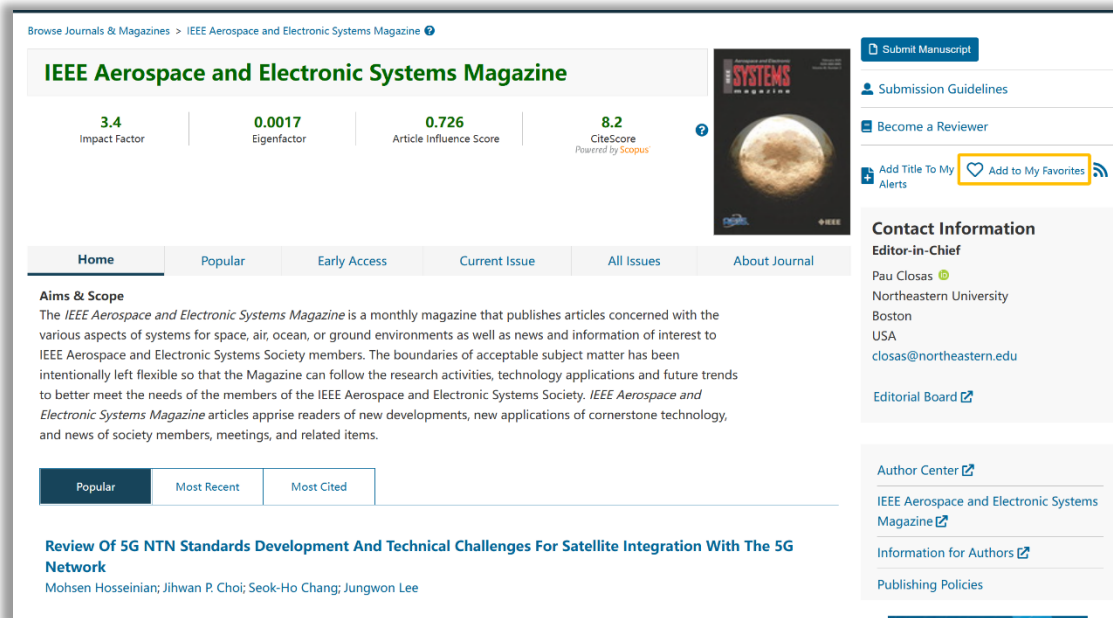 Browse Journals & Magazines > IEEE Aerospace and Electronic Systems Magazine
IEEE Aerospace and Electronic Systems Magazine
3.4
Impact Factor
0.0017
Eigenfactor
0.726
Article Influence Score
8.2
CiteScore
Powered by Scopus
IEEE
SYSTEMS
magazine
IEEE
Submit Manuscript
Submission Guidelines
Become a Reviewer
Add Title To My
Alerts
Add to My Favorites
Contact Information
Editor-in-Chief
Pau Closas
Northeastern University
Boston
USA
closas@northeastern.edu
Editorial Board
Home
Popular
Early Access
Current Issue
All Issues
About Journal
Aims & Scope
The IEEE Aerospace and Electronic Systems Magazine is a monthly magazine that publishes articles concerned with the
various aspects of systems for space, air, ocean, or ground environments as well as news and information of interest to
IEEE Aerospace and Electronic Systems Society members. The boundaries of acceptable subject matter has been
intentionally left flexible so that the Magazine can follow the research activities, technology applications and future trends
to better meet the needs of the members of the IEEE Aerospace and Electronic Systems Society. IEEE Aerospace and
Electronic Systems Magazine articles apprise readers of new developments, new applications of cornerstone technology,
and news of society members, meetings, and related items.
Popular
Most Recent
Most Cited
Review Of 5G NTN Standards Development And Technical Challenges For Satellite Integration With The 5G
Network
Mohsen Hosseinian; Jihwan P. Choi; Seok-Ho Chang; Jungwon Lee
Author Center
IEEE Aerospace and Electronic Systems
Magazine
Information for Authors
Publishing Policies